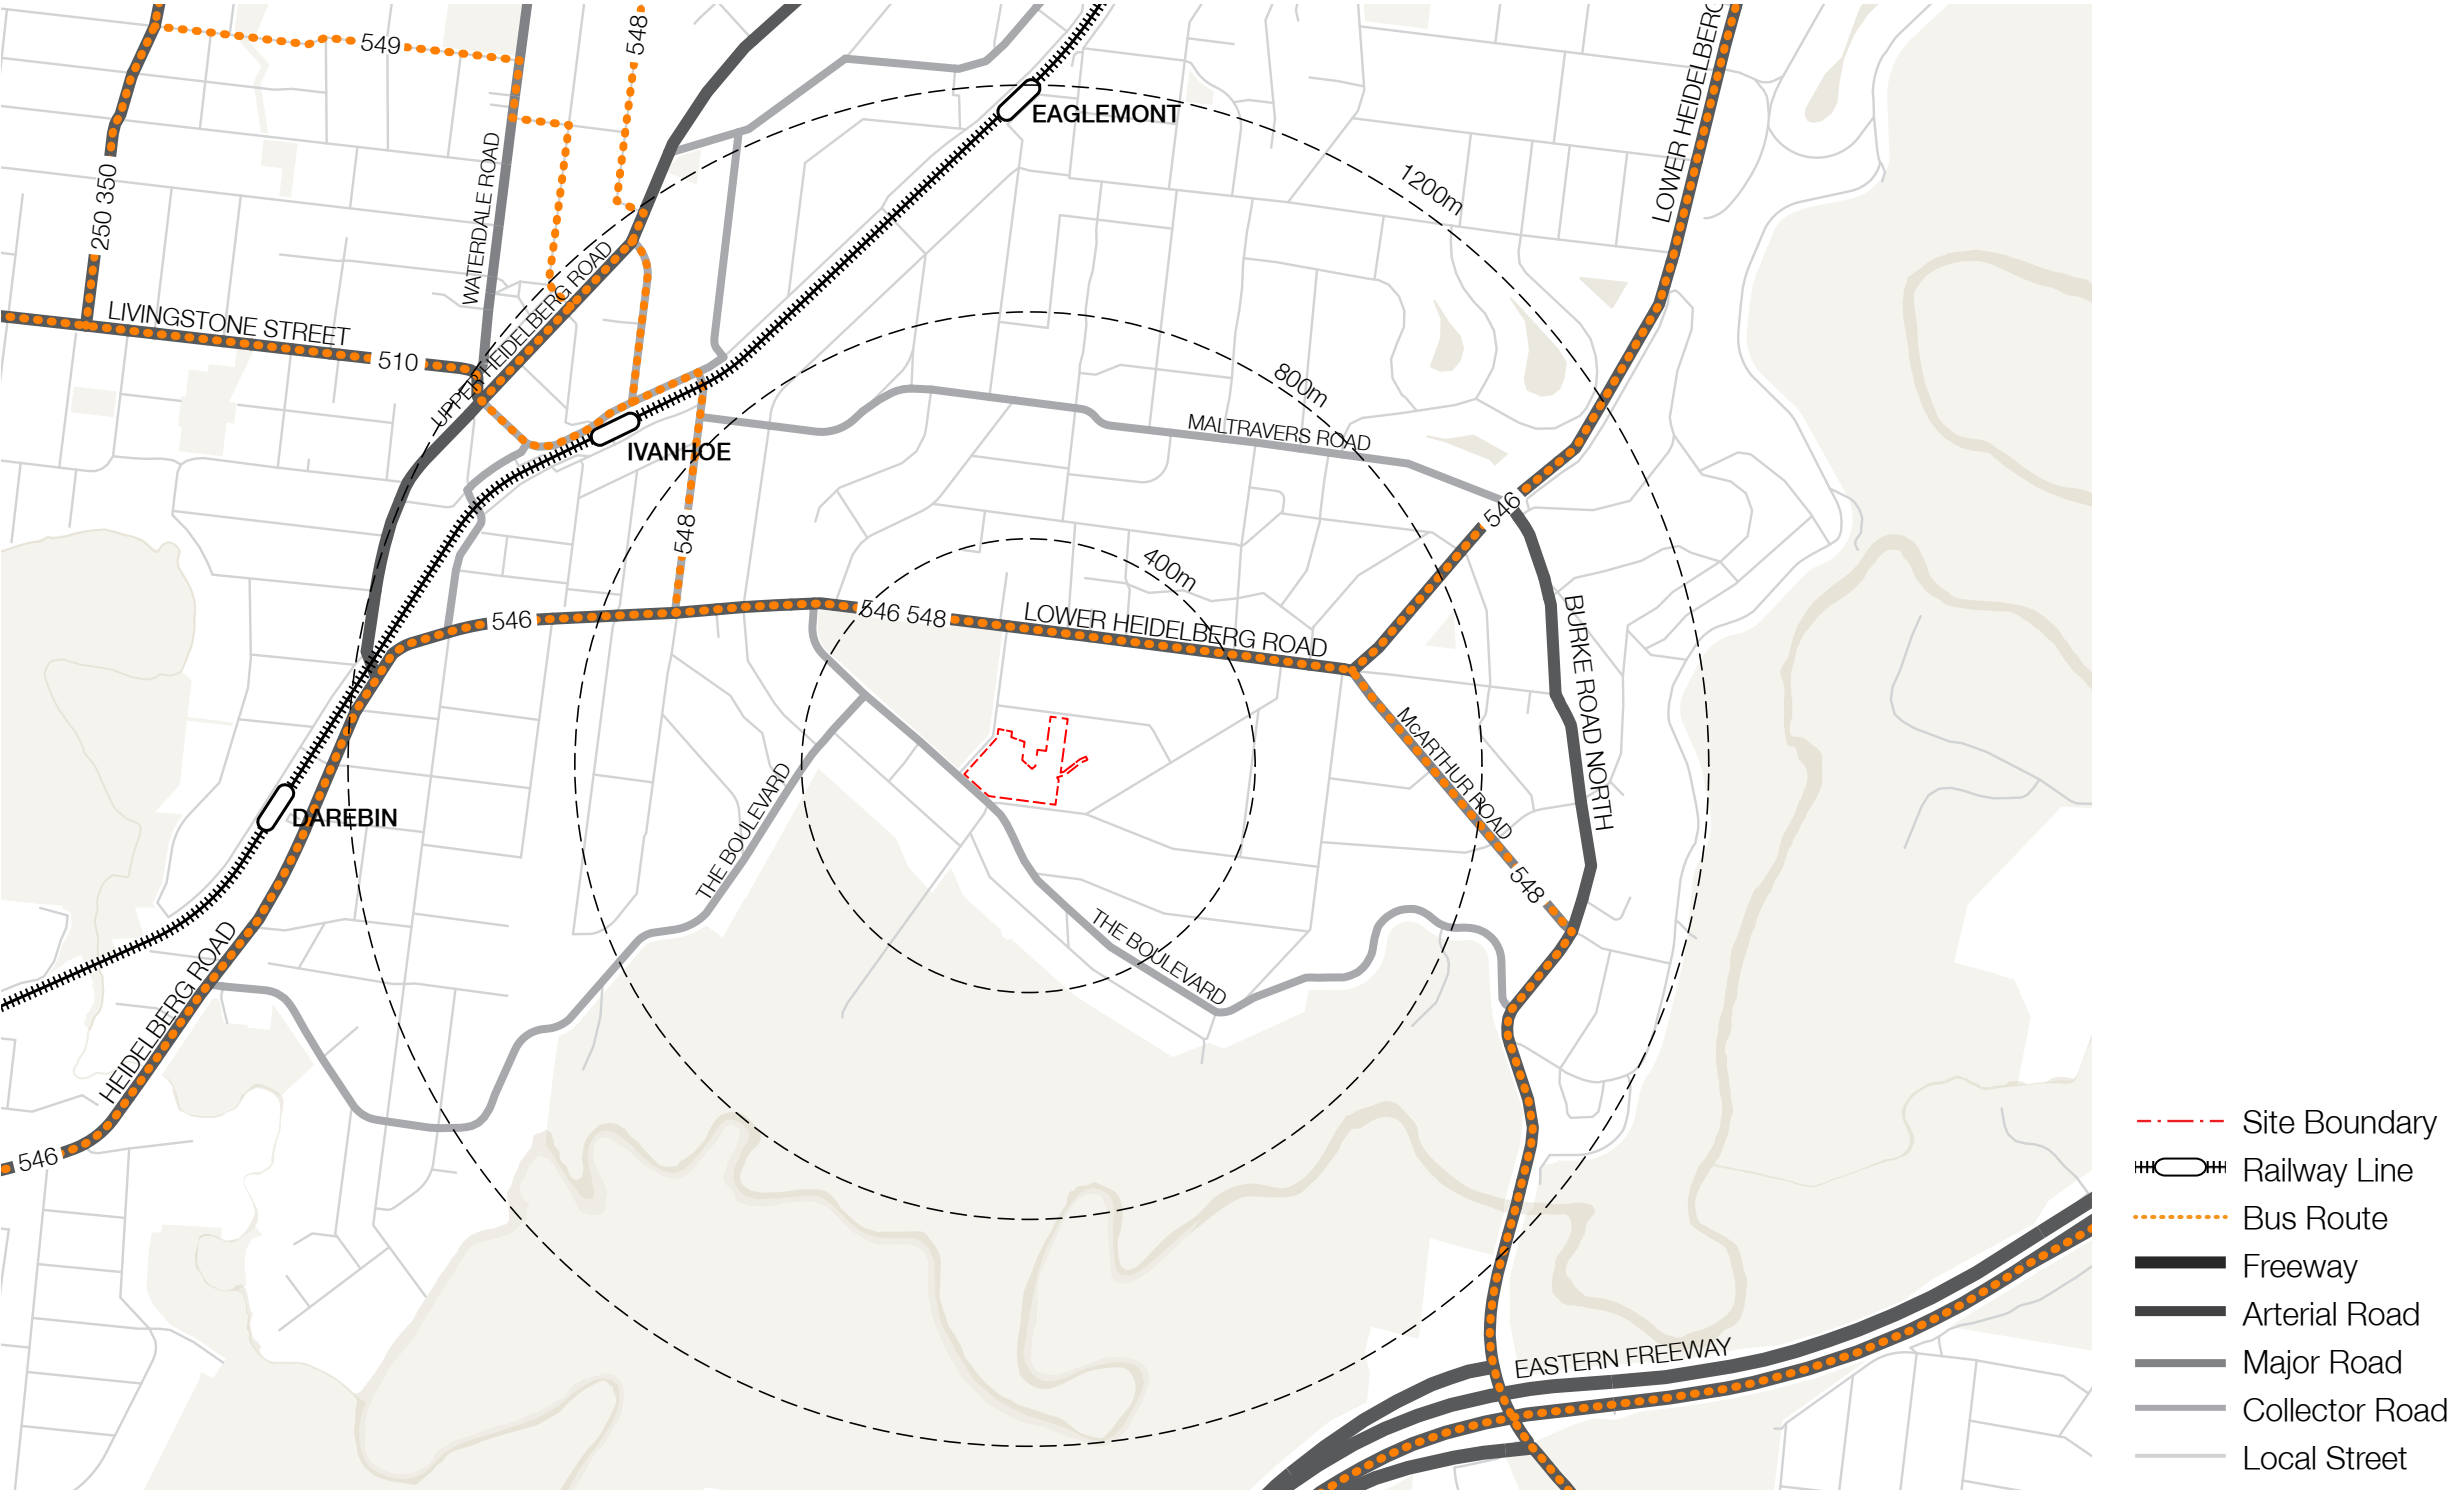 549
548
LOWER HEIDELBERG
EAGLEMONT
WATERDALE ROAD
250 350
1200m
UPPER HEIDELBERG ROAD
LIVINGSTONE STREET
510
800m
MALTRAVERS ROAD
IVANHOE
546
548
400m
546
546 548
LOWER HEIDELBERG ROAD
BURKE ROAD NORTH
McARTHUR ROAD
THE BOULEVARD
DAREBIN
548
THE BOULEVARD
HEIDELBERG ROAD
546
EASTERN FREEWAY
Site Boundary
Railway Line
Bus Route
Freeway
Arterial Road
Major Road
Collector Road
Local Street